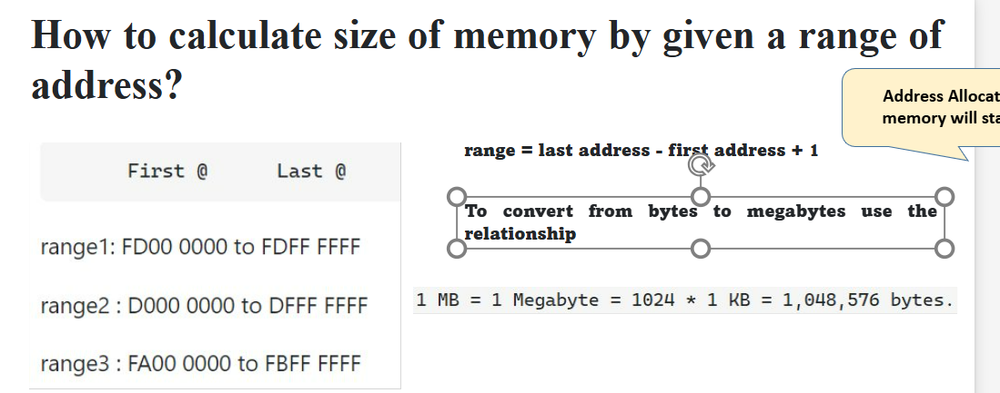 How to calculate size of memory by given a range of
address?
Address Allocat
memory will sta
range = last address - first address + 1
First @ Last @
To convert from bytes to megabytes use the
relationship
range1: FD00 0000 to FDFF FFFF
range2 : D000 0000 to DFFF FFFF
1 MB = 1 Megabyte = 1024 * 1 KB = 1,048,576 bytes.
range3 : FA00 0000 to FBFF FFFF